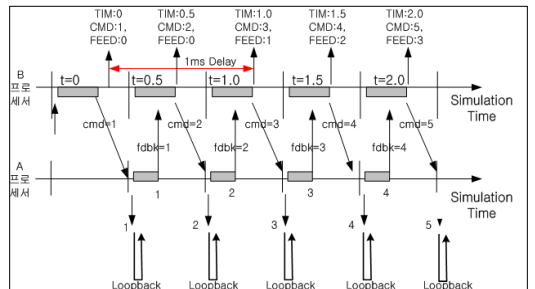 TIM:0 TIM:0.5 TIM:1.0 TIM:1.5 TIM:2.0
CMD:1, CMD:2, CMD:3, CMD:4, CMD:5,
FEED:0 FEED:0 FEED:1 FEED:2 FEED:3
1ms Delay
B
프로
세서
t=0 t=0.5 t=1.0 t=1.5 t=2.0
Simulation
Time
cmd=1 cmd=2 cmd=3 cmd=4 cmd=5
fdbk=1 fdbk=2 fdbk=3 fdbk=4
A
프로
세서
1 2 3 4
Simulation
Time
1 2 3 4 5
Loopback Loopback Loopback Loopback Loopback